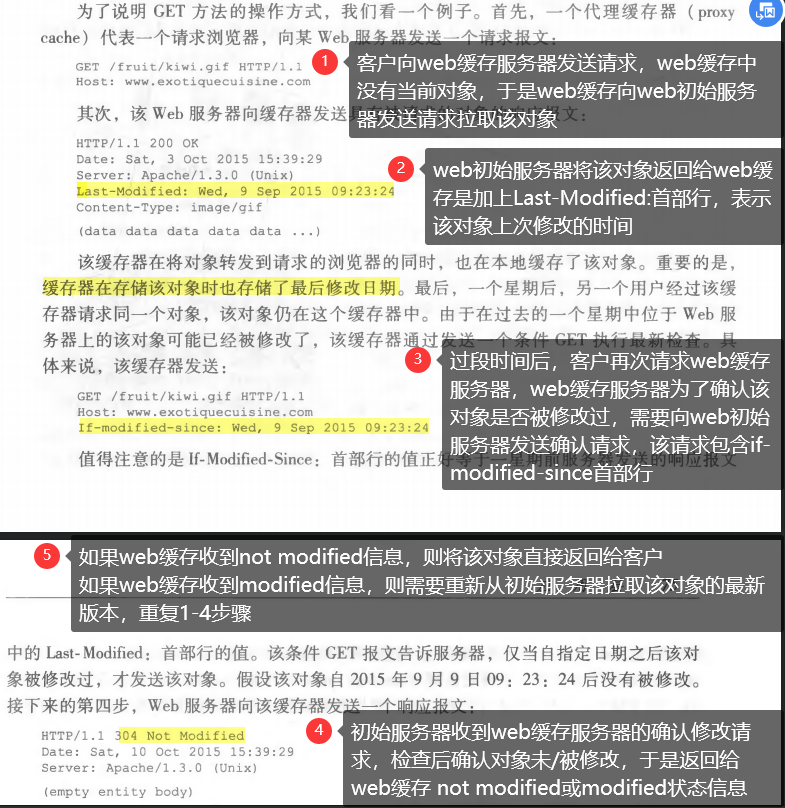 为了说明 GET 方法的操作方式，我们看一个例子。首先，一个代理缓存器（proxy
cache）代表一个请求浏览器，向某 Web 服务器发送一个请求报文：
GET /fruit/kiwi.gif HTTP/1.1
Host: www.exotiquecuisine.com
1
客户向web缓存服务器发送请求，web缓存中
没有当前对象，于是web缓存向web初始服务
器发送请求拉取该对象
其次，该 Web 服务器向缓存器发送
HTTP/1.1 200 OK
Date: Sat, 3 Oct 2015 15:39:29
Server: Apache/1.3.0 (Unix)
Last-Modified: Wed, 9 Sep 2015 09:23:24
Content-Type: image/gif
(data data data data data ...)
2
web初始服务器将该对象返回给web缓
存是加上Last-Modified:首部行，表示
该对象上次修改的时间
该缓存器在将对象转发到请求的浏览器的同时，也在本地缓存了该对象。重要的是，
缓存器在存储该对象时也存储了最后修改日期。最后，一个星期后，另一个用户经过该缓
存器请求同一个对象，该对象仍在这个缓存器中。由于在过去的一个星期中位于 Web 服
务器上的该对象可能已经被修改了，该缓存器通过发送一个条件 GET 执行最新检查。具
体来说，该缓存器发送：
GET /fruit/kiwi.gif HTTP/1.1
Host: www.exotiquecuisine.com
If-modified-since: Wed, 9 Sep 2015 09:23:24
3
过段时间后，客户再次请求web缓存
服务器，web缓存服务器为了确认该
对象是否被修改过，需要向web初始
服务器发送确认请求，该请求包含if-
modified-since首部行
值得注意的是 If-Modified-Since：首部行的值正好等于一星期前服务器发送的响应报文
5
如果web缓存收到not modified信息，则将该对象直接返回给客户
如果web缓存收到modified信息，则需要重新从初始服务器拉取该对象的最新
版本，重复1-4步骤
中的 Last-Modified：首部行的值。该条件 GET 报文告诉服务器，仅当自指定日期之后该对
象被修改过，才发送该对象。假设该对象自 2015 年 9 月 9 日 09：23：24 后没有被修改。
接下来的第四步，Web 服务器向该缓存器发送一个响应报文：
HTTP/1.1 304 Not Modified
Date: Sat, 10 Oct 2015 15:39:29
Server: Apache/1.3.0 (Unix)
(empty entity body)
4
初始服务器收到web缓存服务器的确认修改请
求，检查后确认对象未/被修改，于是返回给
web缓存 not modified或modified状态信息